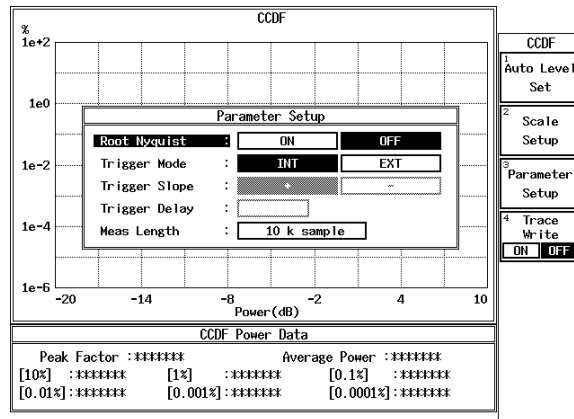 CCDF
%
1e+2
1e0
1e-2
1e-4
1e-6
-20 -14 -8 -2 4 10
Power(dB)
Parameter Setup
Root Nyquist : ON OFF
Trigger Mode : INT EXT
Trigger Slope : + -
Trigger Delay :
Meas Length : 10 k sample
CCDF Power Data
Peak Factor :******* Average Power :*******
[10%] :******* [1%] :******* [0.1%] :*******
[0.01%]:******* [0.001%]:******* [0.0001%]:*******
CCDF
1
Auto Level
Set
2
Scale
Setup
3
Parameter
Setup
4 Trace
Write
ON OFF